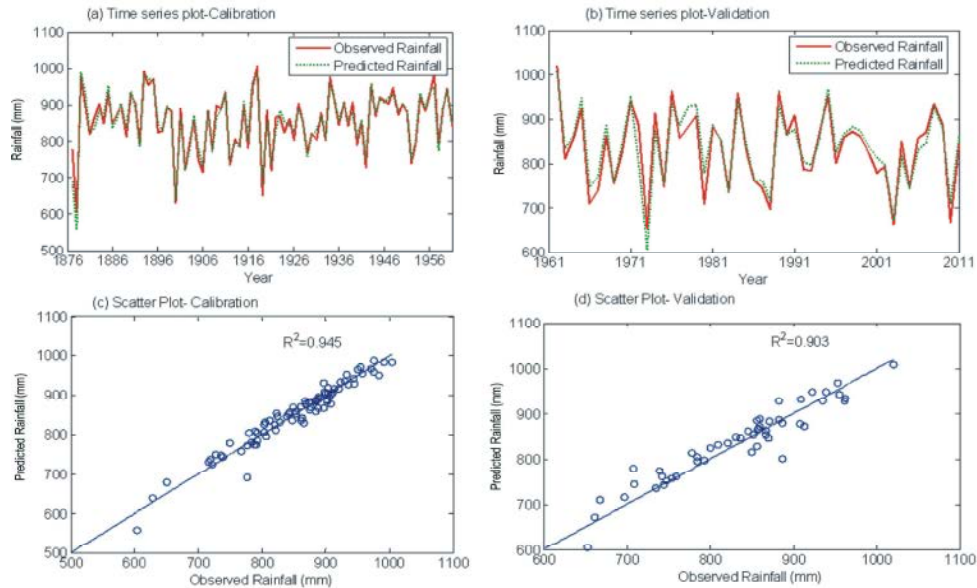 (a) Time series plot-Calibration
1100
1000
900
800
700
600
500
Rainfall (mm)
Observed Rainfall
Predicted Rainfall
1876 1886 1896 1906 1916 1926 1936 1946 1956
Year
(b) Time series plot-Validation
1100
1000
900
800
700
600
Rainfall (mm)
Observed Rainfall
Predicted Rainfall
1961 1971 1981 1991 2001 2011
Year
(c) Scatter Plot- Calibration
1100
1000
900
800
700
600
500
Predicted Rainfall (mm)
R²=0.945
500 600 700 800 900 1000 1100
Observed Rainfall (mm)
(d) Scatter Plot- Validation
1100
1000
900
800
700
600
Predicted Rainfall (mm)
R²=0.903
600 700 800 900 1000 1100
Observed Rainfall (mm)